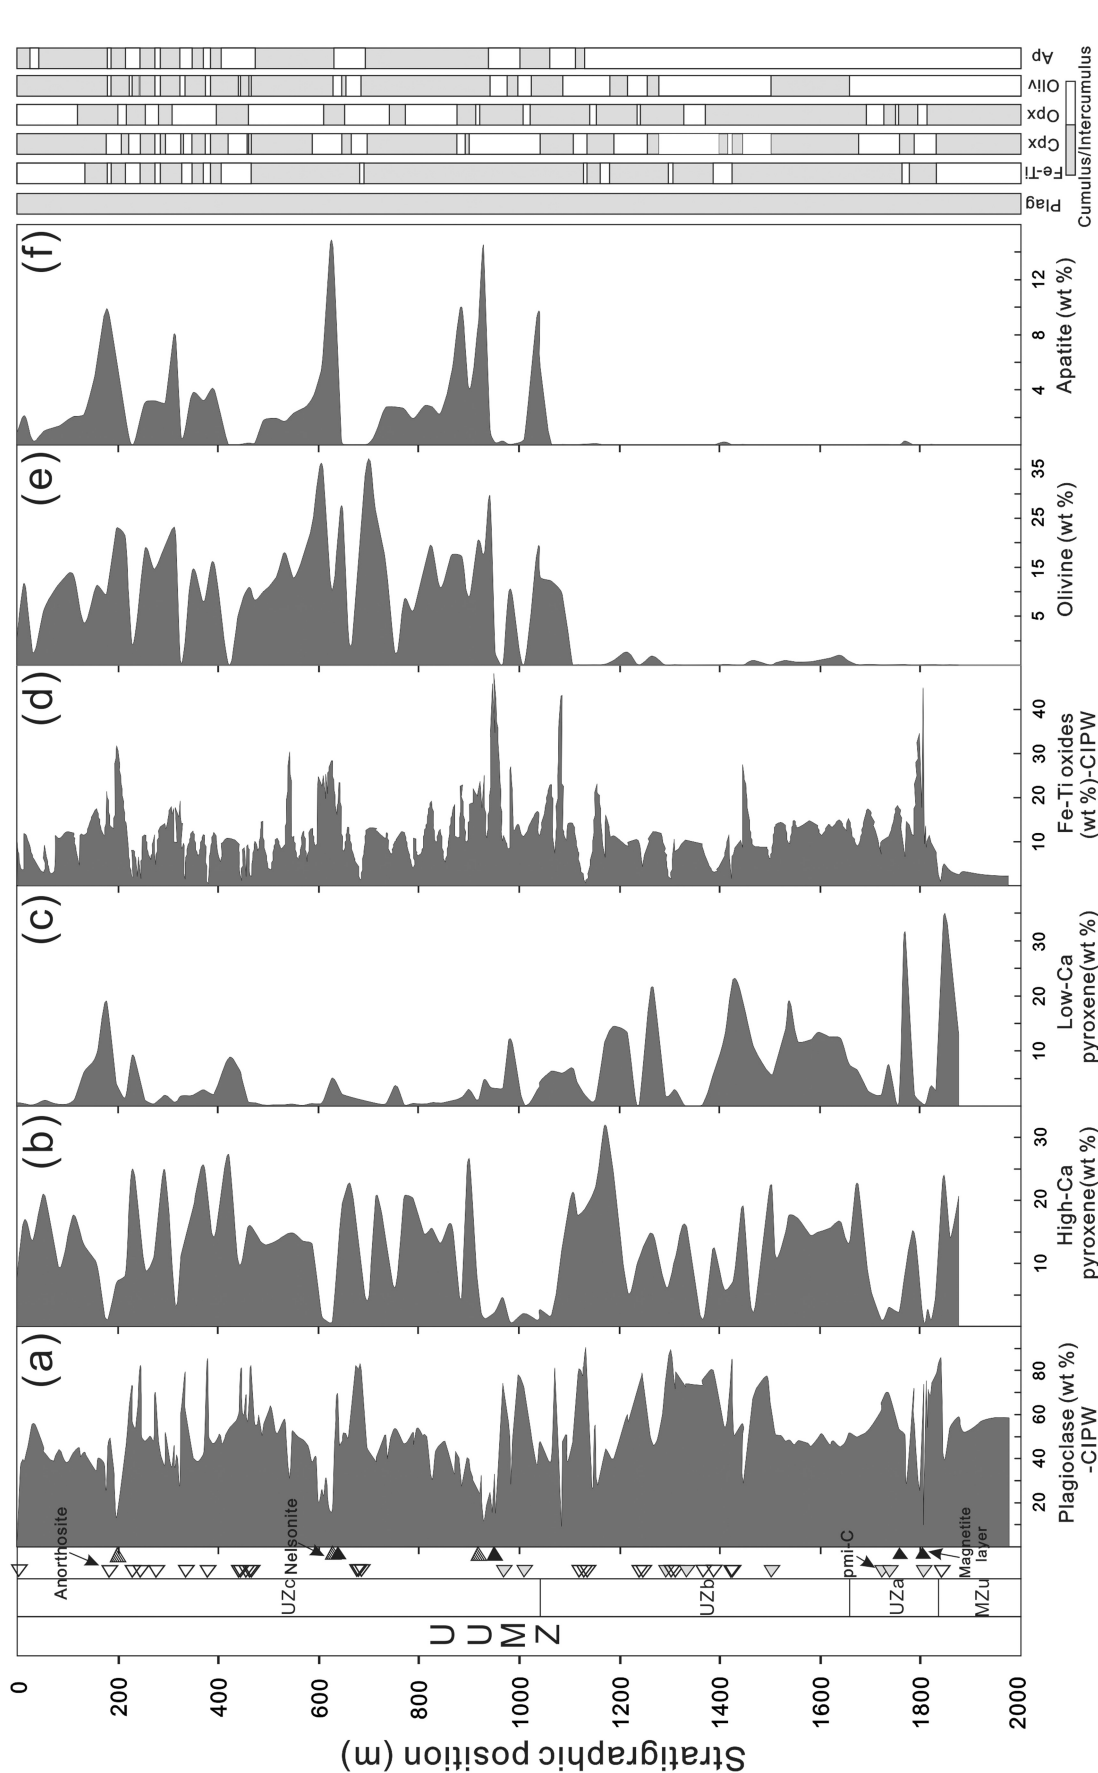 Ap
Oliv
Opx
Cpx
Fe-Ti
Plag
Cumulus/Intercumulus
(f)
4
8
12
Apatite (wt %)
(e)
5
15
25
35
Olivine (wt %)
(d)
10
20
30
40
Fe-Ti oxides
(wt %)-CIPW
(c)
10
20
30
Low-Ca
pyroxene(wt %)
(b)
10
20
30
High-Ca
pyroxene(wt %)
(a)
20
40
60
80
Plagioclase (wt %)
-CIPW
Anorthosite
Nelsonite
pmi-C
Magnetite
layer
UZc
UZb
UZa
MZu
U
U
M
Z
0
200
400
600
800
1000
1200
1400
1600
1800
2000
Stratigraphic position (m)